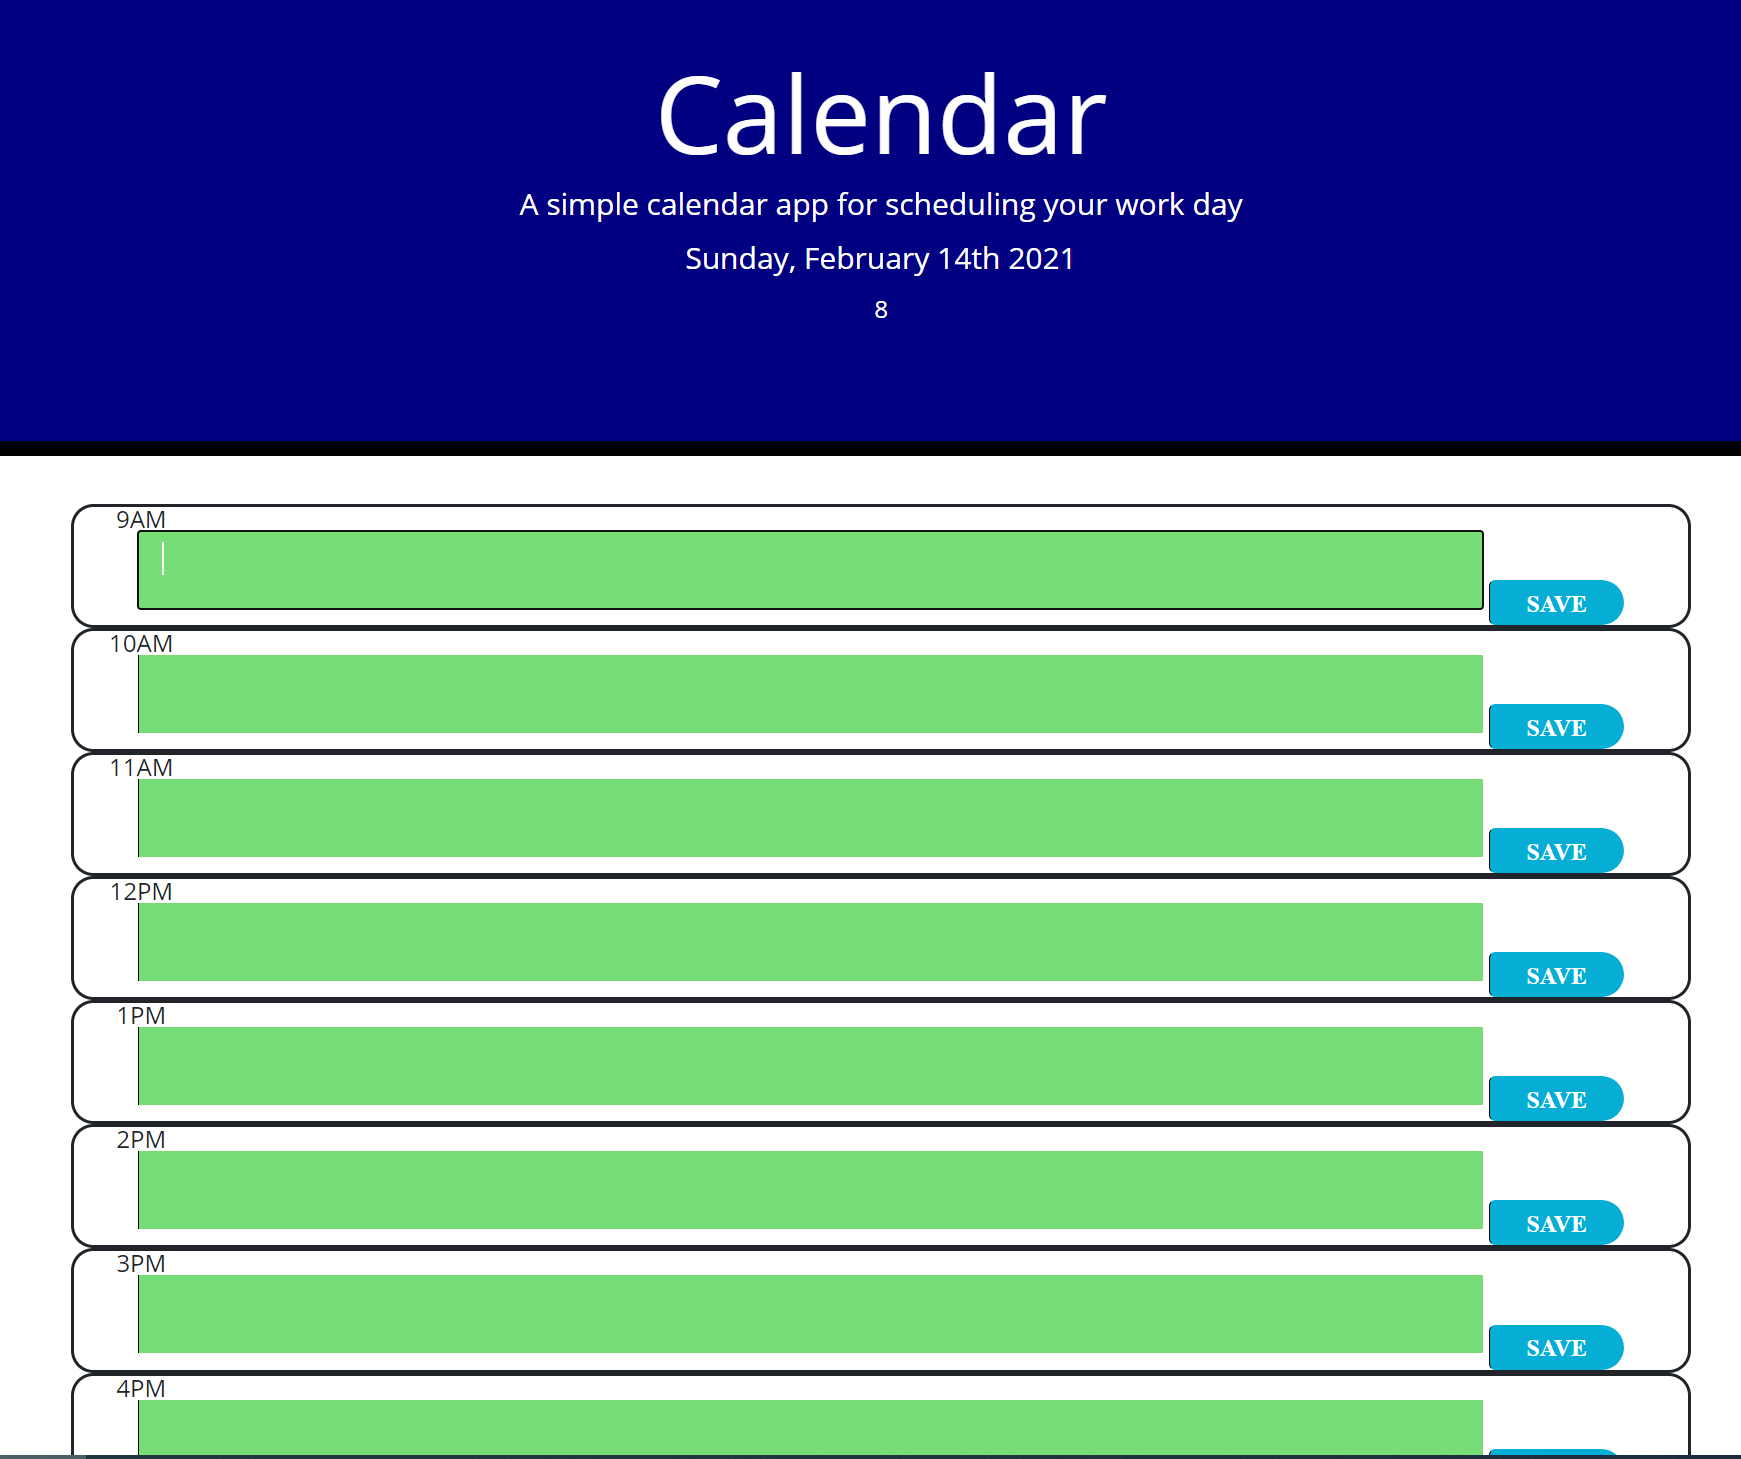 Calendar
A simple calendar app for scheduling your work day
Sunday, February 14th 2021
8
9AM
SAVE
10AM
SAVE
11AM
SAVE
12PM
SAVE
1PM
SAVE
2PM
SAVE
3PM
SAVE
4PM